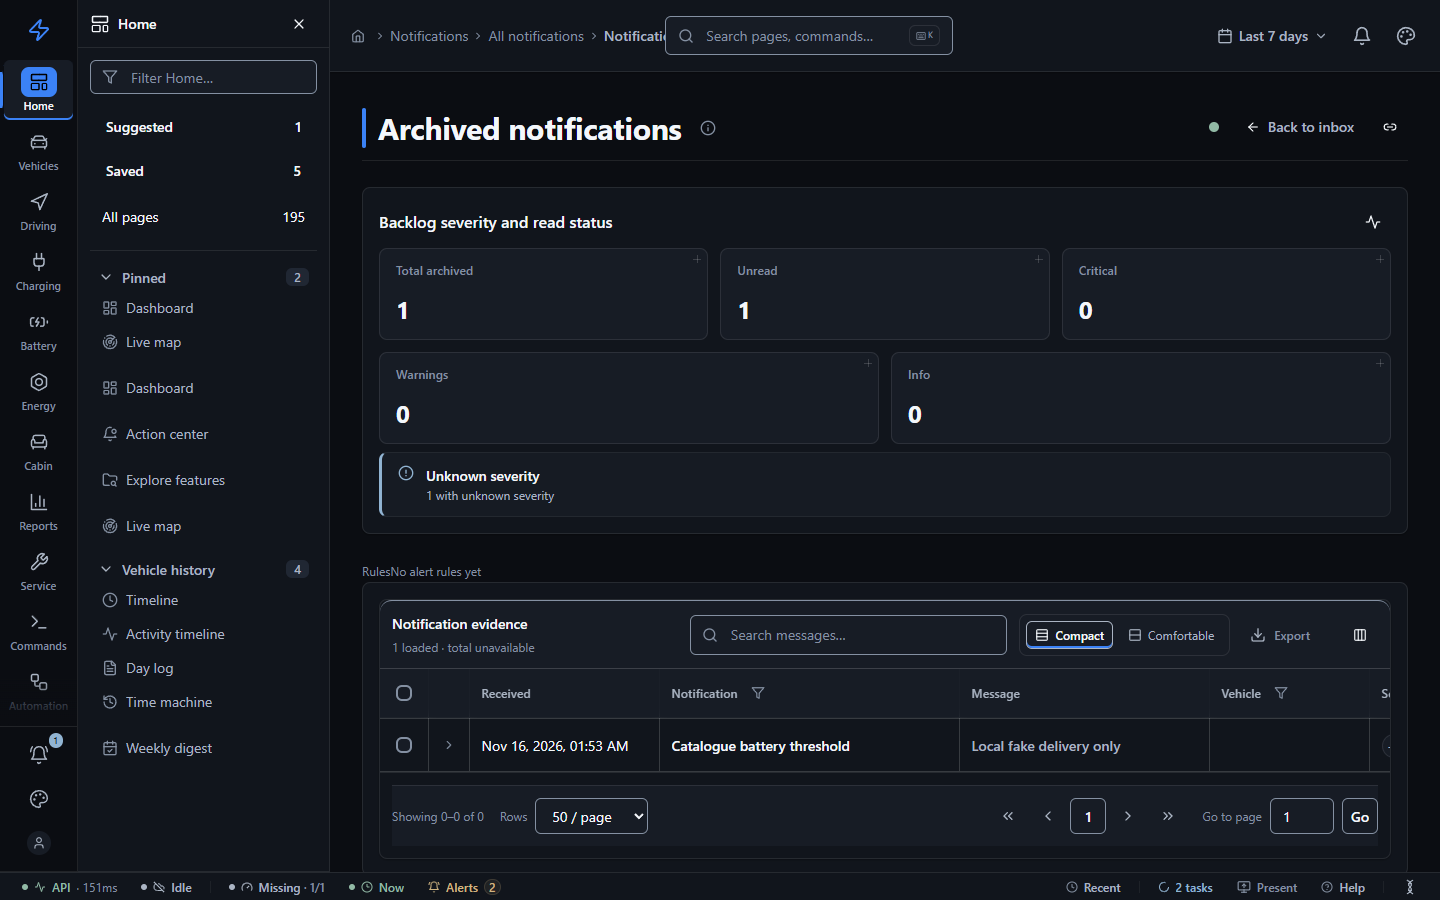 Home
Vehicles
Driving
Charging
Battery
Energy
Cabin
Reports
Service
Commands
Automation
1
Home
Filter Home...
Suggested 1
Saved 5
All pages 195
Pinned 2
Dashboard
Live map
Dashboard
Action center
Explore features
Live map
Vehicle history 4
Timeline
Activity timeline
Day log
Time machine
Weekly digest
Notifications
All notifications
Search pages, commands...
K
Last 7 days
Archived notifications
Back to inbox
Backlog severity and read status
Total archived
1
Unread
1
Critical
0
Warnings
0
Info
0
Unknown severity
1 with unknown severity
RulesNo alert rules yet
Notification evidence
1 loaded · total unavailable
Search messages...
Compact
Comfortable
Export
Received Notification Message Vehicle
Nov 16, 2026, 01:53 AM Catalogue battery threshold Local fake delivery only
Showing 0–0 of 0 Rows 50 / page
1
Go to page 1 Go
API · 151ms
Idle
Missing · 1/1
Now
Alerts 2
Recent
2 tasks
Present
Help